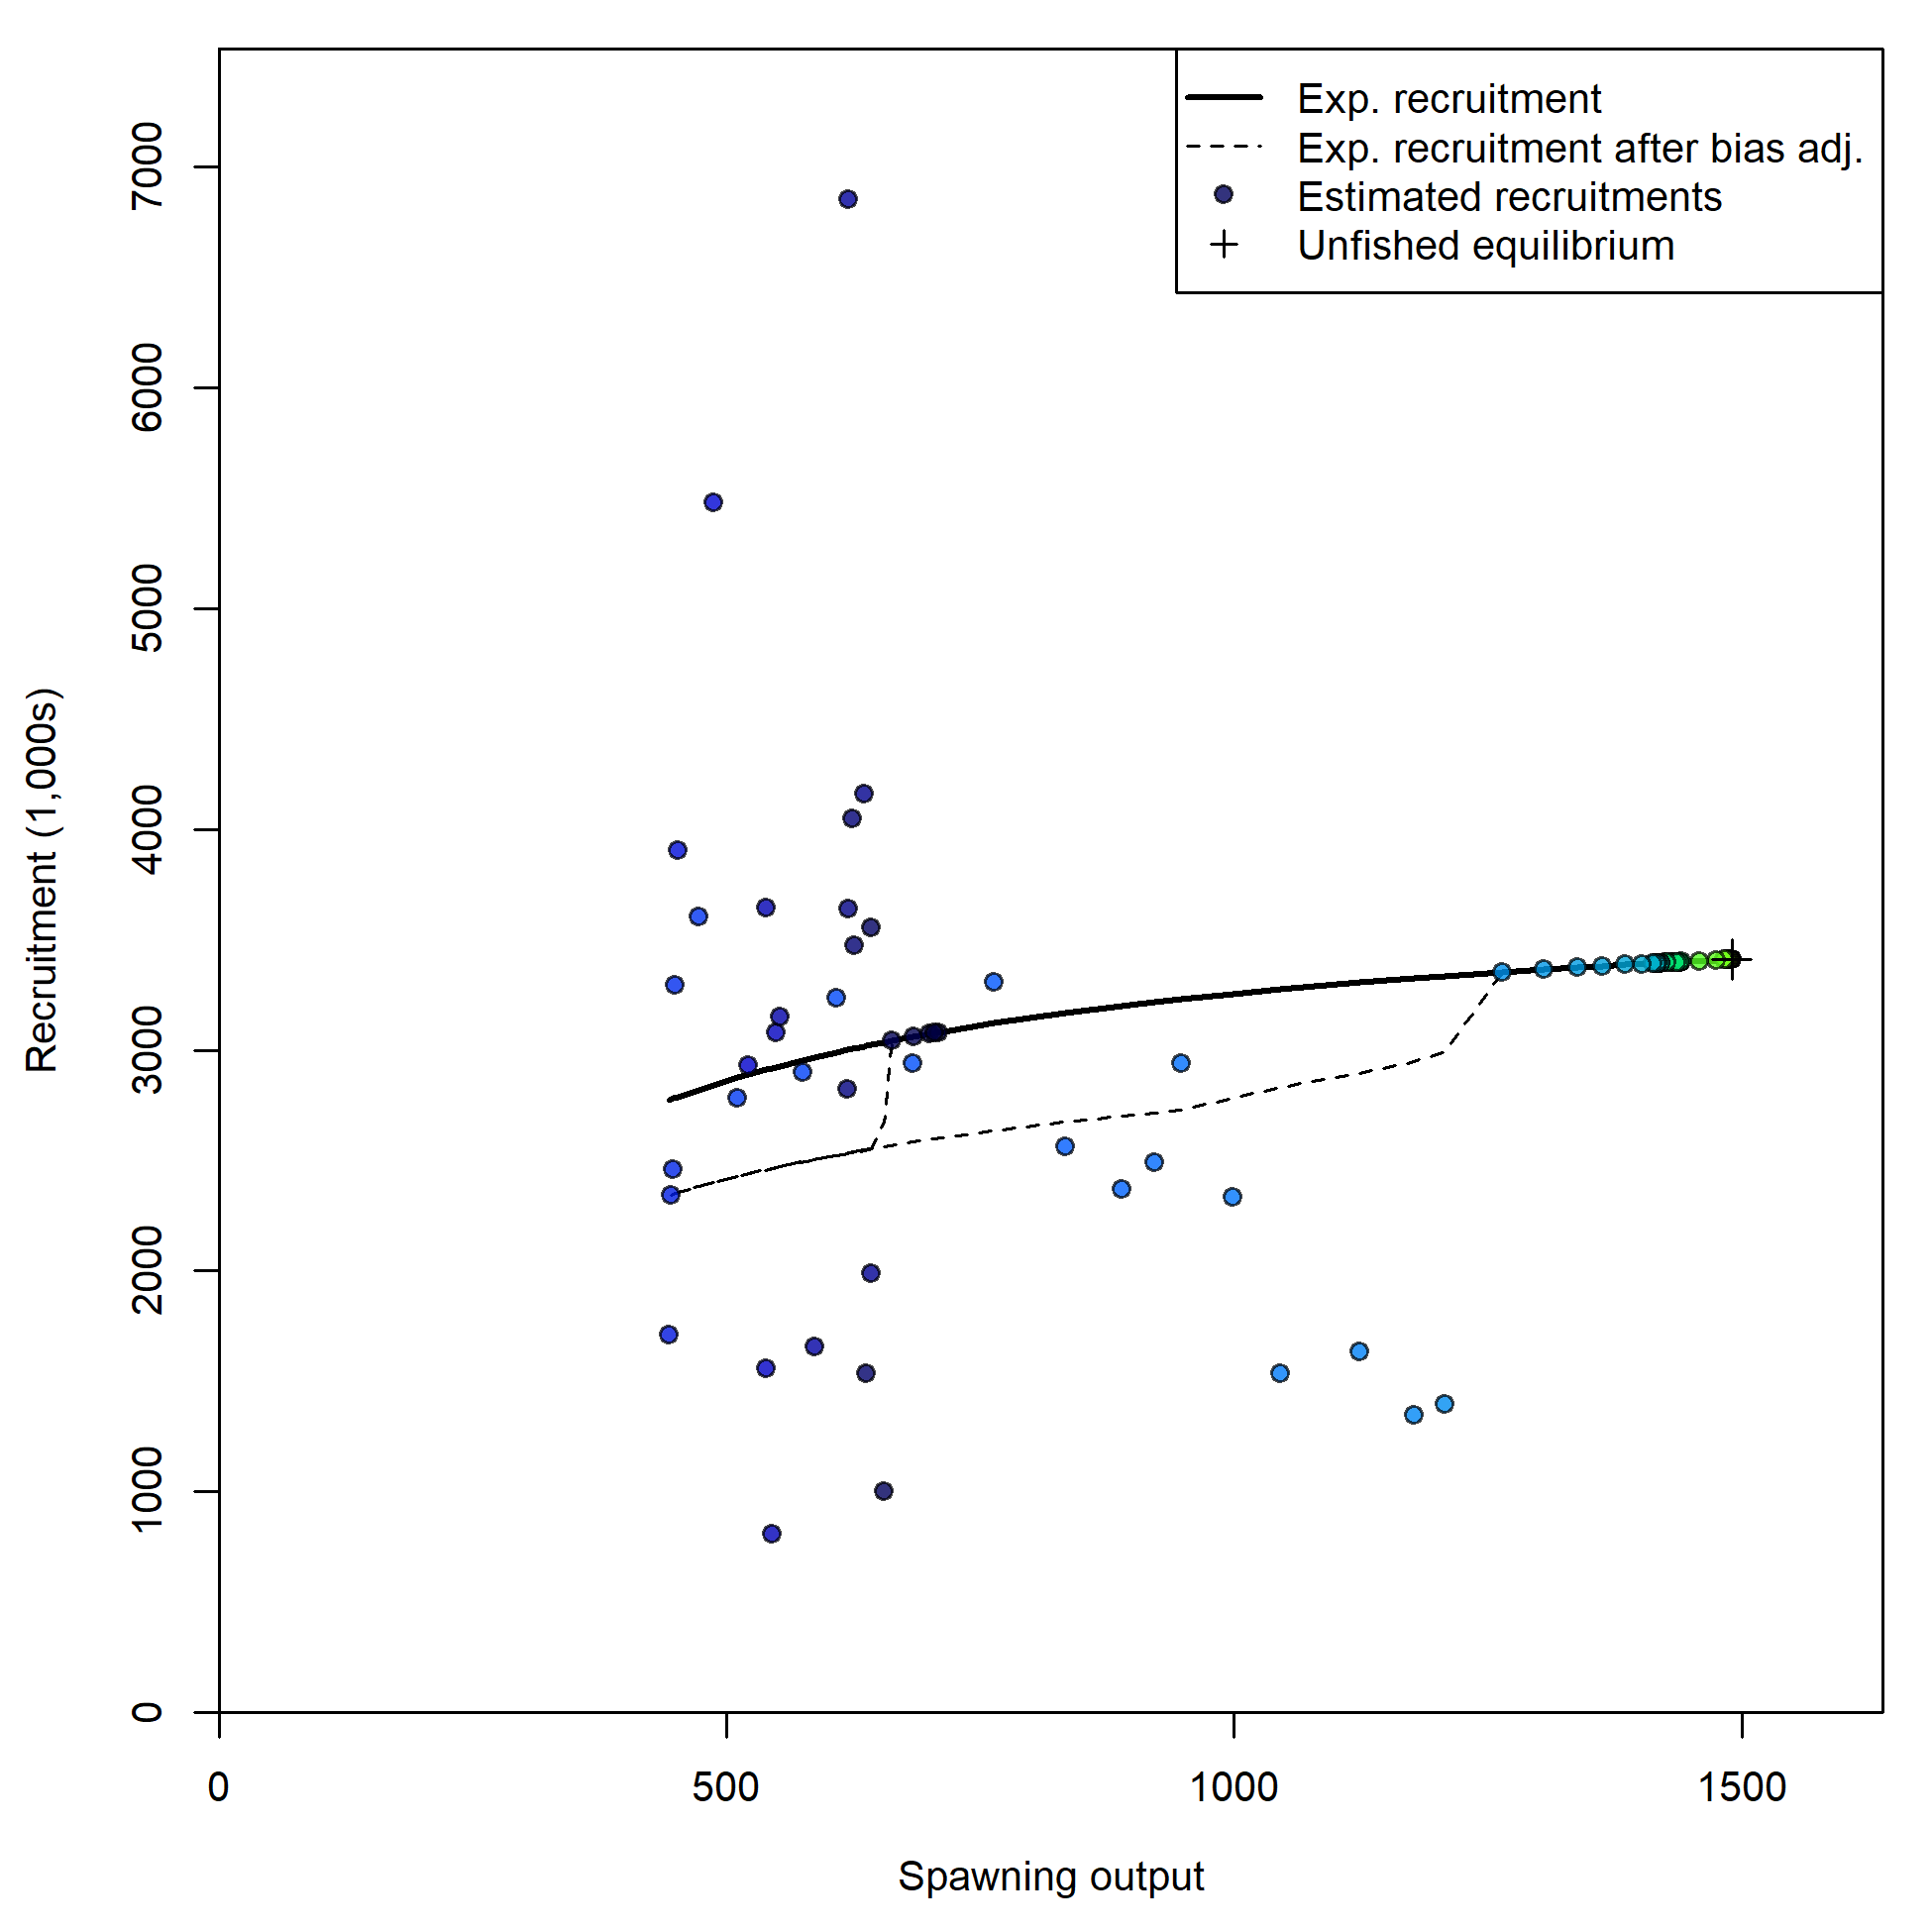 Exp. recruitment
Exp. recruitment after bias adj.
Estimated recruitments
Unfished equilibrium
7000
6000
5000
4000
3000
2000
1000
0
Recruitment (1,000s)
0 500 1000 1500
Spawning output